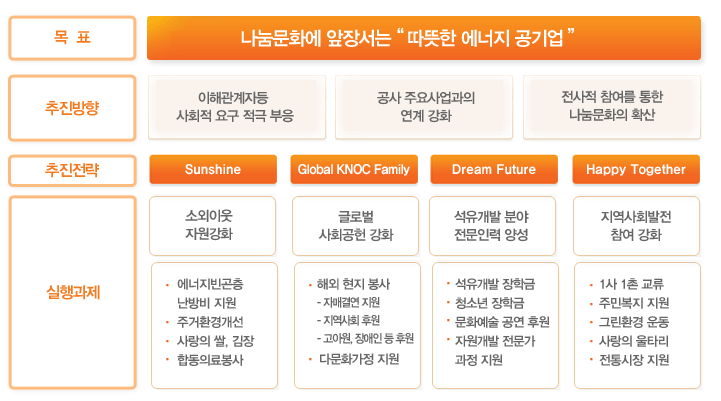 목 표
나눔문화에 앞장서는 “ 따뜻한 에너지 공기업 ”
추진방향
이해관계자등
사회적 요구 적극 부응
공사 주요사업과의
연계 강화
전사적 참여를 통한
나눔문화의 확산
추진전략
Sunshine
Global KNOC Family
Dream Future
Happy Together
실행과제
소외이웃
자원강화
글로벌
사회공헌 강화
석유개발 분야
전문인력 양성
지역사회발전
참여 강화
• 에너지빈곤층
난방비 지원
• 주거환경개선
• 사랑의 쌀, 김장
• 합동의료봉사
• 해외 현지 봉사
- 자매결연 지원
- 지역사회 후원
- 고아원, 장애인 등 후원
• 다문화가정 지원
• 석유개발 장학금
• 청소년 장학금
• 문화예술 공연 후원
• 자원개발 전문가
과정 지원
• 1사 1촌 교류
• 주민복지 지원
• 그린환경 운동
• 사랑의 울타리
• 전통시장 지원